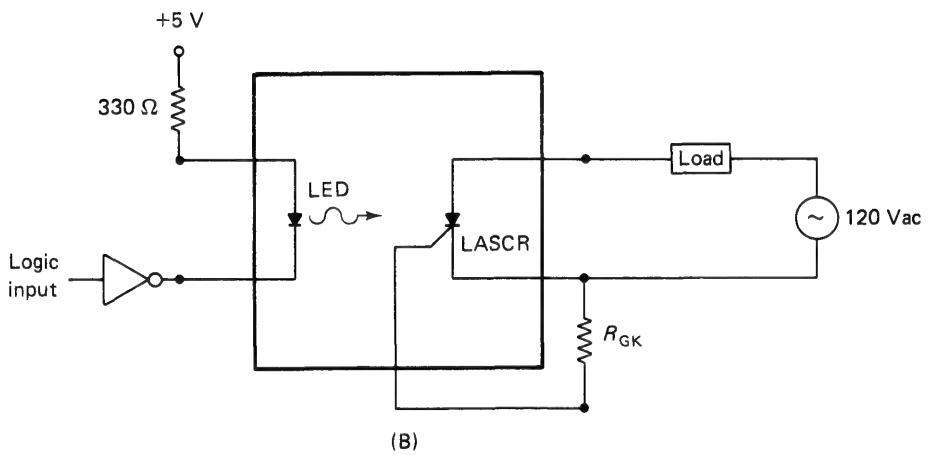 +5 V
330 Ω
LED
LASCR
Load
120 Vac
Logic
input
R_GK
(B)